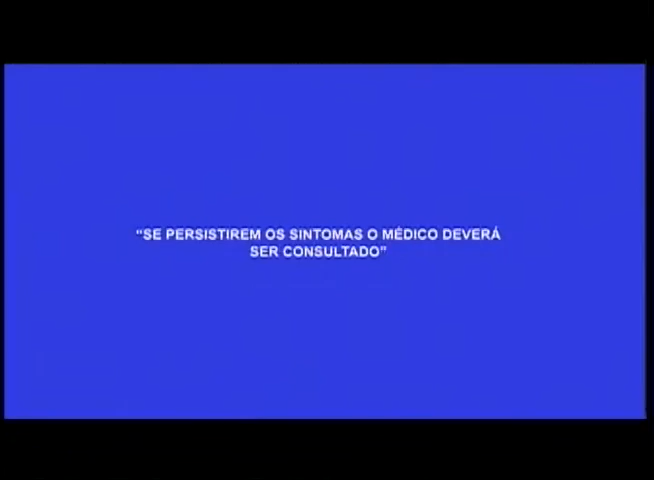 “SE PERSISTIREM OS SINTOMAS O MÉDICO DEVERÁ
SER CONSULTADO”